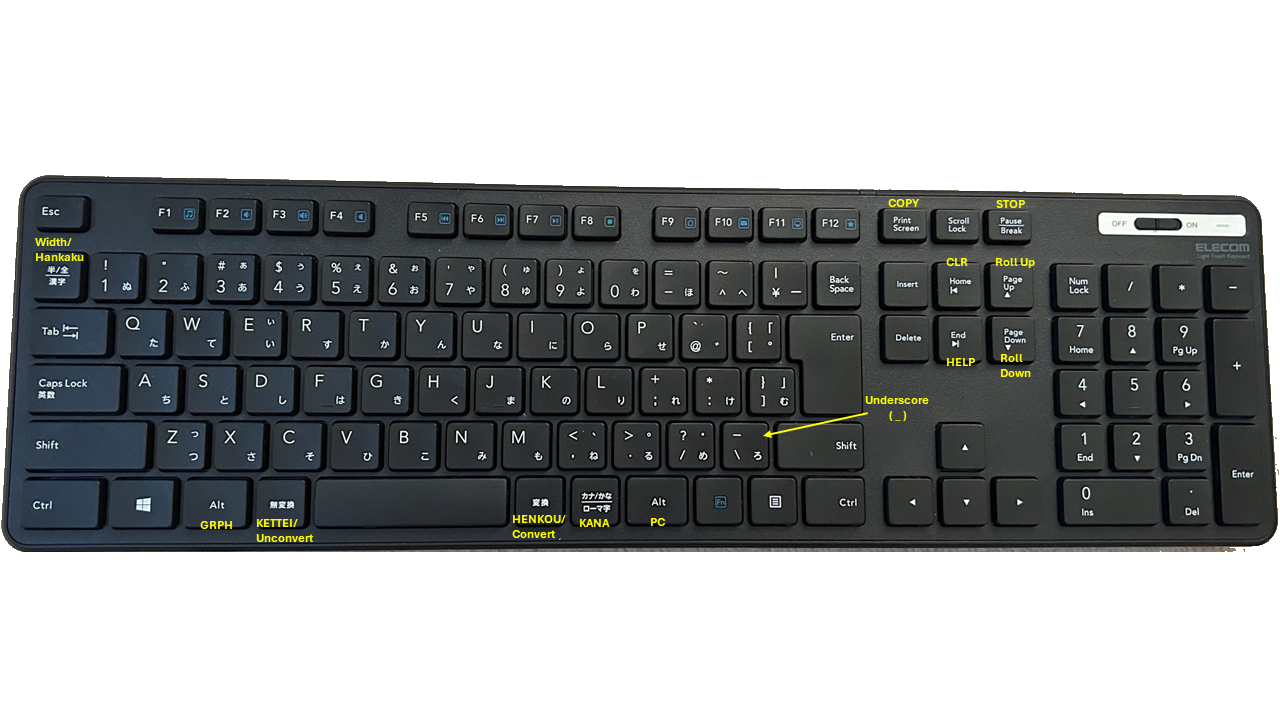 COPY STOP
Esc F1 F2 F3 F4 F5 F6 F7 F8 F9 F10 F11 F12 Print Screen Scroll Lock Pause Break OFF ON
ELECOM
Light Touch Keyboard
Width/
Hankaku
CLR Roll Up
半/全 漢字 ! 1 ぬ " 2 ふ # ぁ 3 あ $ ぅ 4 う % ぇ 5 え & ぉ 6 お ' ゃ 7 や ( ゅ 8 ゆ ) ょ 9 よ を 0 わ = - ほ ~ ^ へ | ¥ ー Back Space Insert Home Page Up Num Lock / * -
Tab Q た W て E ぃ い R す T か Y ん U な I に O ら P せ ` @ ゛ { 「 [ ゜ Enter Delete End Page Down 7 Home 8 ▲ 9 Pg Up +
HELP Roll
Down
Caps Lock 英数 A ち S と D し F は G き H く J ま K の L り + ; れ * : け } 」 ] む 4 ◄ 5 6 ►
Underscore
( _ )
Shift Z っ つ X さ C そ V ひ B こ N み M も < 、 , ね > 。 . る ? ・ / め _ \ ろ Shift ▲ 1 End 2 ▼ 3 Pg Dn Enter
Ctrl Alt 無変換 変換 カナ/かな ローマ字 Alt Fn Ctrl ◄ ▼ ► 0 Ins . Del
GRPH KETTEI/
Unconvert HENKOU/
Convert KANA PC